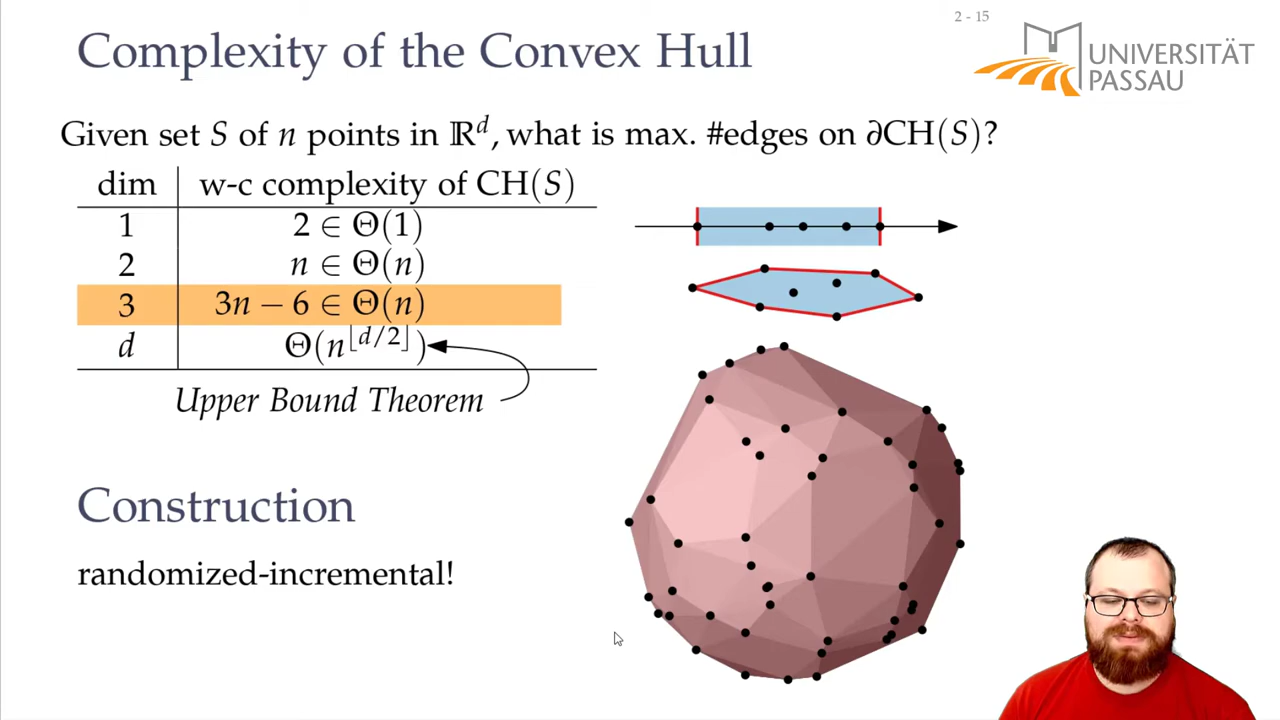 2 - 15
Complexity of the Convex Hull
UNIVERSITÄT
PASSAU
Given set S of n points in ℝ^d, what is max. #edges on ∂CH(S)?
dim w-c complexity of CH(S)
1 2 ∈ Θ(1)
2 n ∈ Θ(n)
3 3n − 6 ∈ Θ(n)
d Θ(n^⌊d/2⌋)
Upper Bound Theorem
Construction
randomized-incremental!